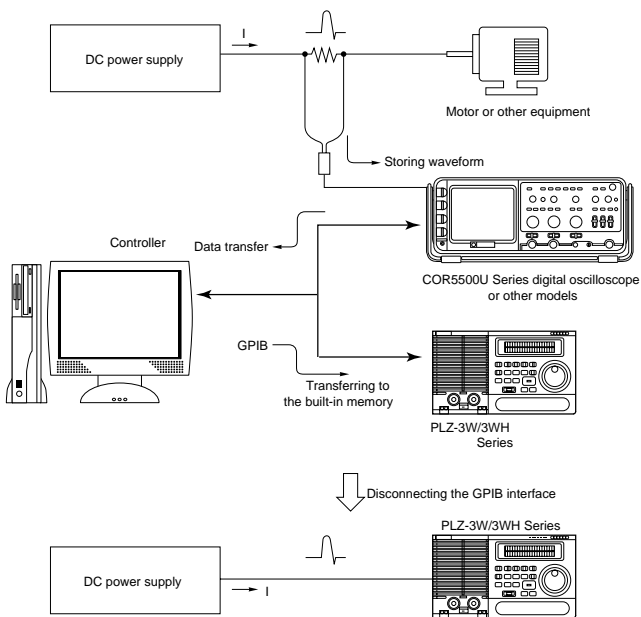 I
DC power supply
Motor or other equipment
Storing waveform
Controller
Data transfer
COR5500U Series digital oscilloscope
or other models
GPIB
Transferring to
the built-in memory
PLZ-3W/3WH
Series
Disconnecting the GPIB interface
PLZ-3W/3WH Series
DC power supply
I